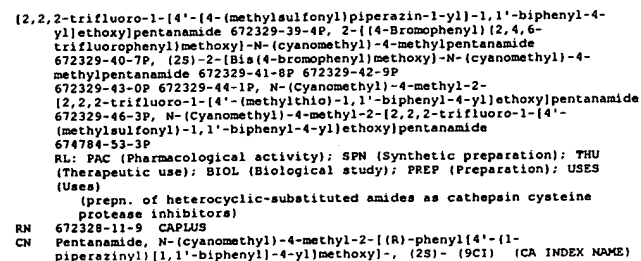 [2,2,2-trifluoro-1-[4'-[4-(methylsulfonyl)piperazin-1-yl]-1,1'-biphenyl-4-
yl]ethoxy]pentanamide 672329-39-4P, 2-[(4-Bromophenyl)[2,4,6-
trifluorophenyl)methoxy]-N-(cyanomethyl)-4-methylpentanamide
672329-40-7P, (2S)-2-[Bis(4-bromophenyl)methoxy]-N-(cyanomethyl)-4-
methylpentanamide 672329-41-8P 672329-42-9P
672329-43-0P 672329-44-1P, N-(Cyanomethyl)-4-methyl-2-
[2,2,2-trifluoro-1-[4'-(methylthio)-1,1'-biphenyl-4-yl]ethoxy]pentanamide
672329-46-3P, N-(Cyanomethyl)-4-methyl-2-[2,2,2-trifluoro-1-[4'-
(methylsulfonyl)-1,1'-biphenyl-4-yl]ethoxy]pentanamide
674784-53-3P
RL: PAC (Pharmacological activity); SPN (Synthetic preparation); THU
(Therapeutic use); BIOL (Biological study); PREP (Preparation); USES
(Uses)
(prepn. of heterocyclic-substituted amides as cathepsin cysteine
protease inhibitors)
RN 672328-11-9 CAPLUS
CN Pentanamide, N-(cyanomethyl)-4-methyl-2-[(R)-phenyl[4'-(1-
piperazinyl)[1,1'-biphenyl]-4-yl]methoxy]-, (2S)- (9CI) (CA INDEX NAME)